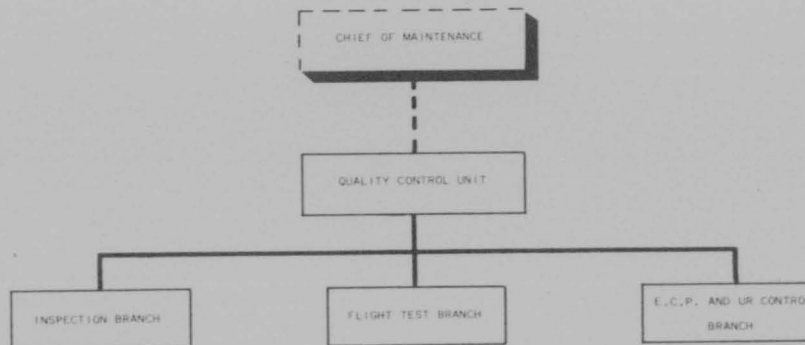 CHIEF OF MAINTENANCE
QUALITY CONTROL UNIT
INSPECTION BRANCH
FLIGHT TEST BRANCH
E.C.P. AND UR CONTROL
BRANCH